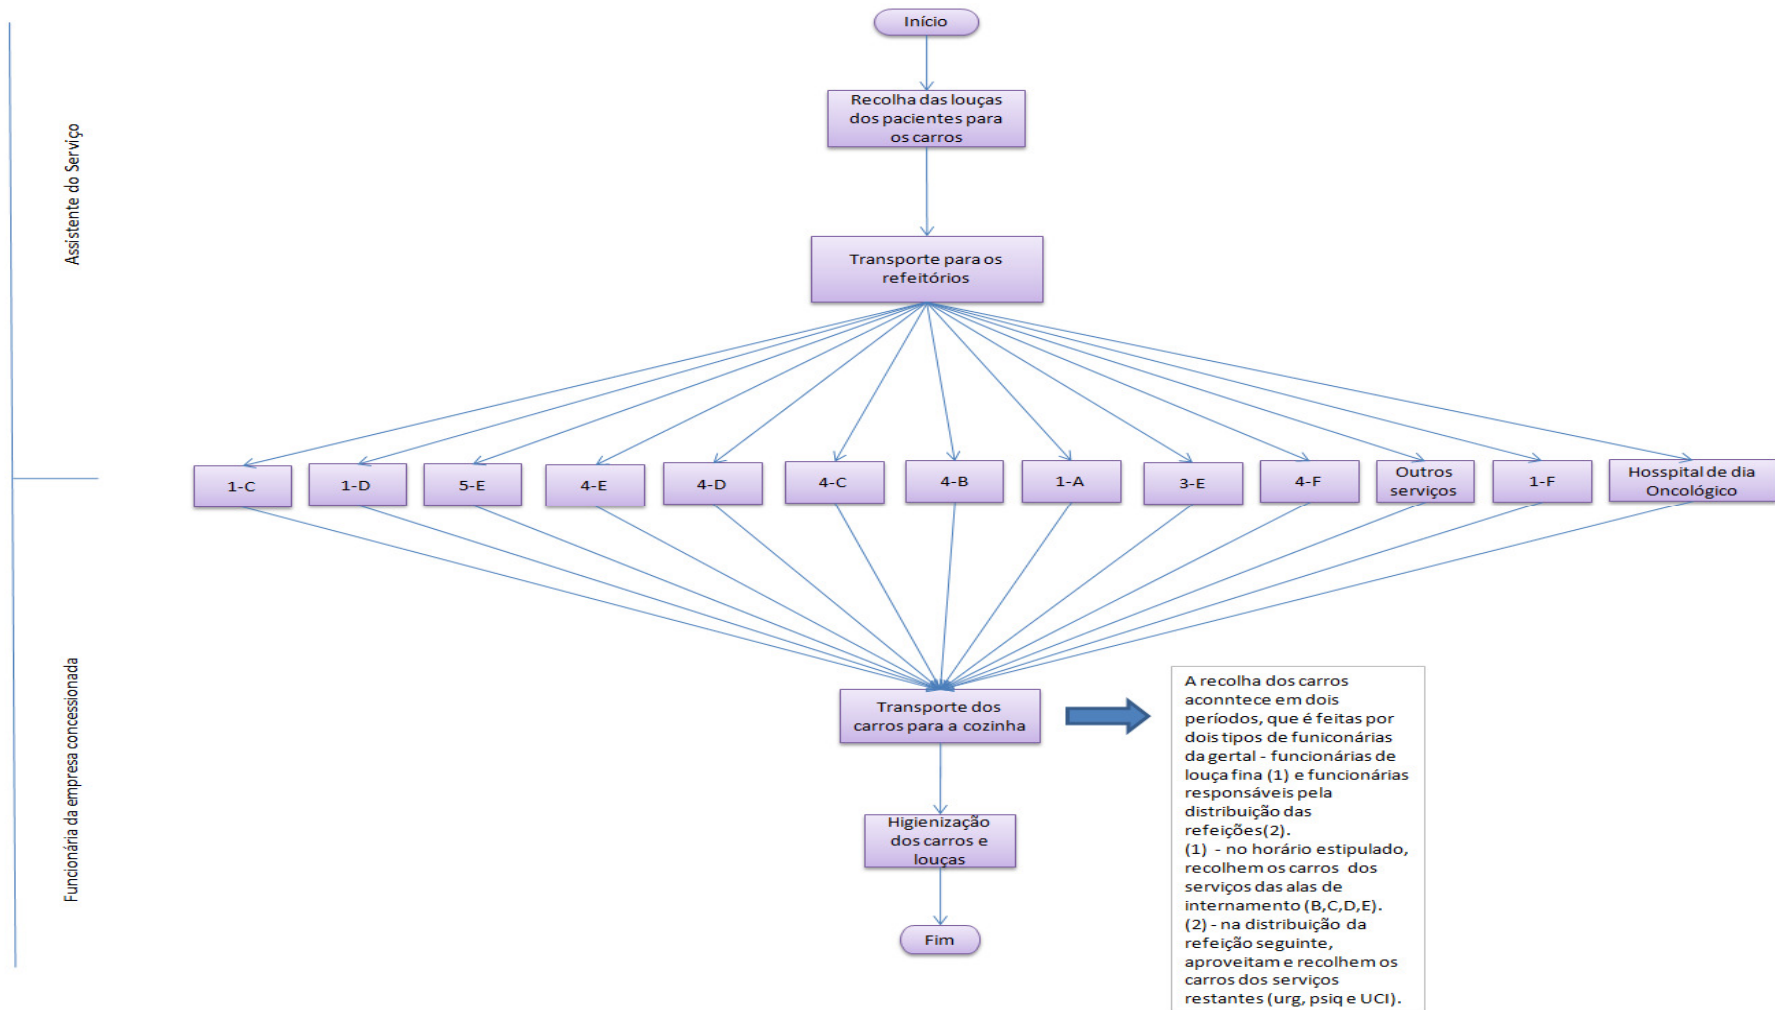 Início
Assistente do Serviço
Recolha das louças
dos pacientes para
os carros
Transporte para os
refeitórios
1-C
1-D
5-E
4-E
4-D
4-C
4-B
1-A
3-E
4-F
Outros
serviços
1-F
Hosspital de dia
Oncológico
Funcionária da empresa concessionada
Transporte dos
carros para a cozinha
A recolha dos carros
aconntece em dois
períodos, que é feitas por
dois tipos de funiconárias
da gertal - funcionárias de
louça fina (1) e funcionárias
responsáveis pela
distribuição das
refeições(2).
(1) - no horário estipulado,
recolhem os carros dos
serviços das alas de
internamento (B,C,D,E).
(2) - na distribuição da
refeição seguinte,
aproveitam e recolhem os
carros dos serviços
restantes (urg, psiq e UCI).
Higienização
dos carros e
louças
Fim